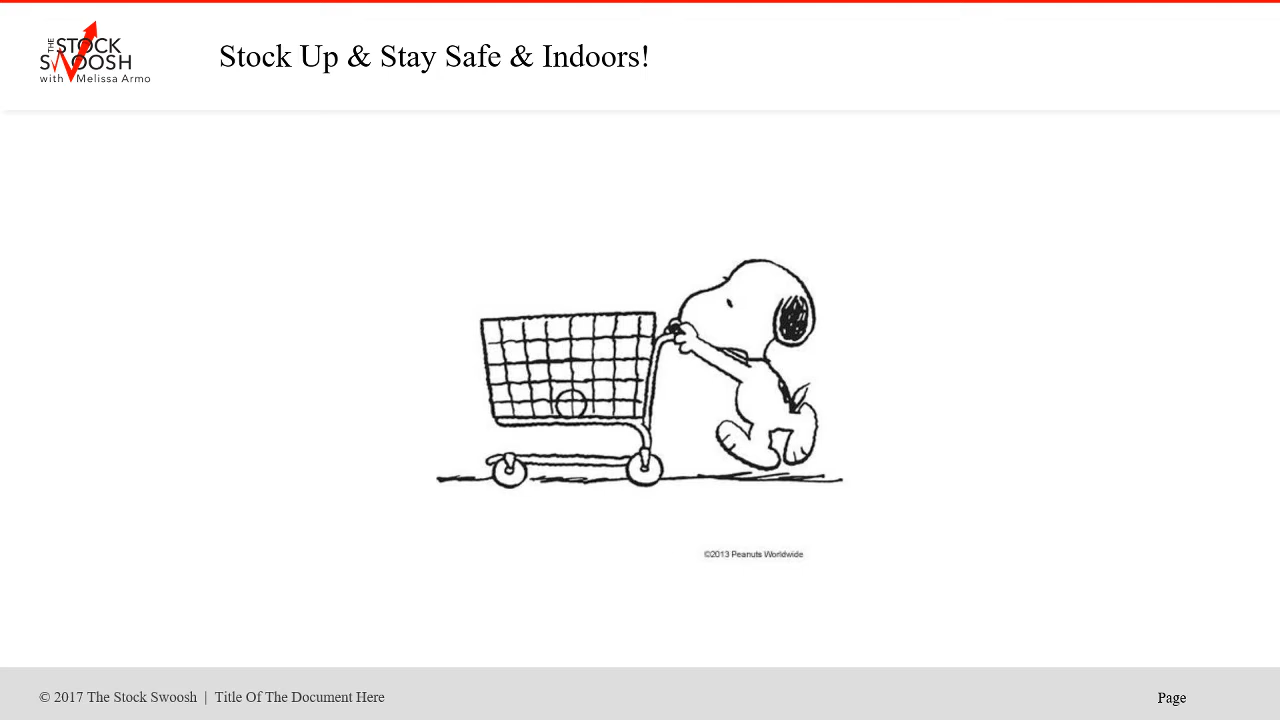 THE STOCK
SWOOSH
with Melissa Armo
Stock Up & Stay Safe & Indoors!
©2013 Peanuts Worldwide
© 2017 The Stock Swoosh | Title Of The Document Here
Page